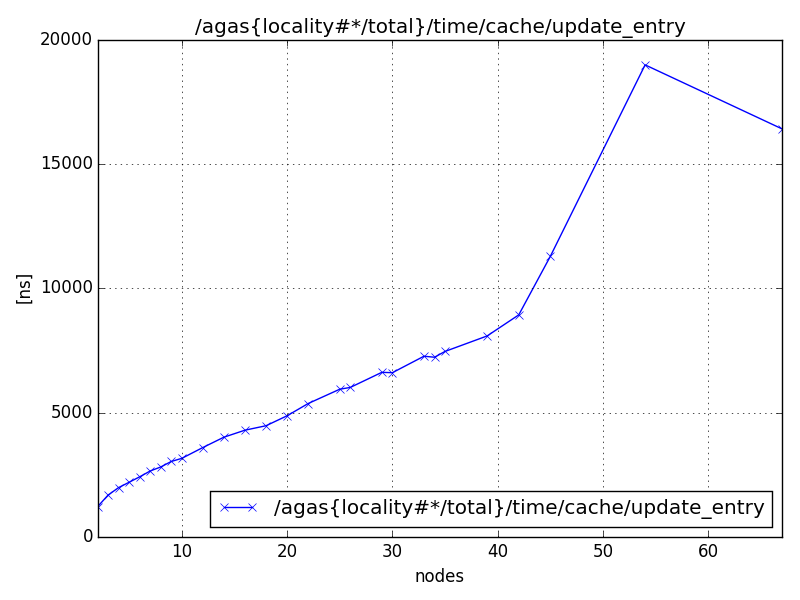 /agas{locality#*/total}/time/cache/update_entry
20000
15000
10000
5000
0
[ns]
/agas{locality#*/total}/time/cache/update_entry
10 20 30 40 50 60
nodes